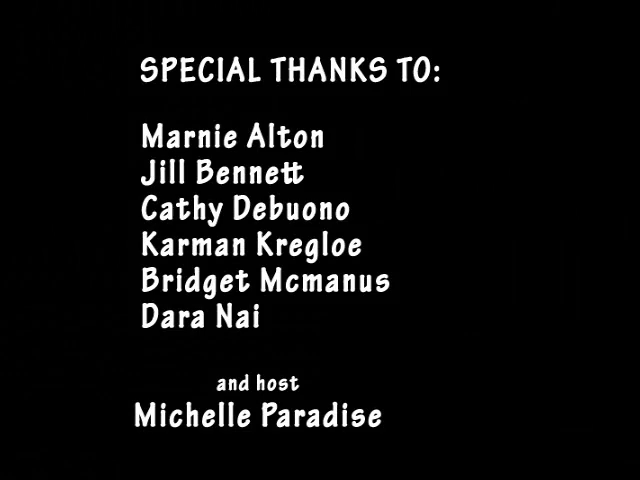 SPECIAL THANKS TO:
Marnie Alton
Jill Bennett
Cathy Debuono
Karman Kregloe
Bridget Mcmanus
Dara Nai
and host
Michelle Paradise